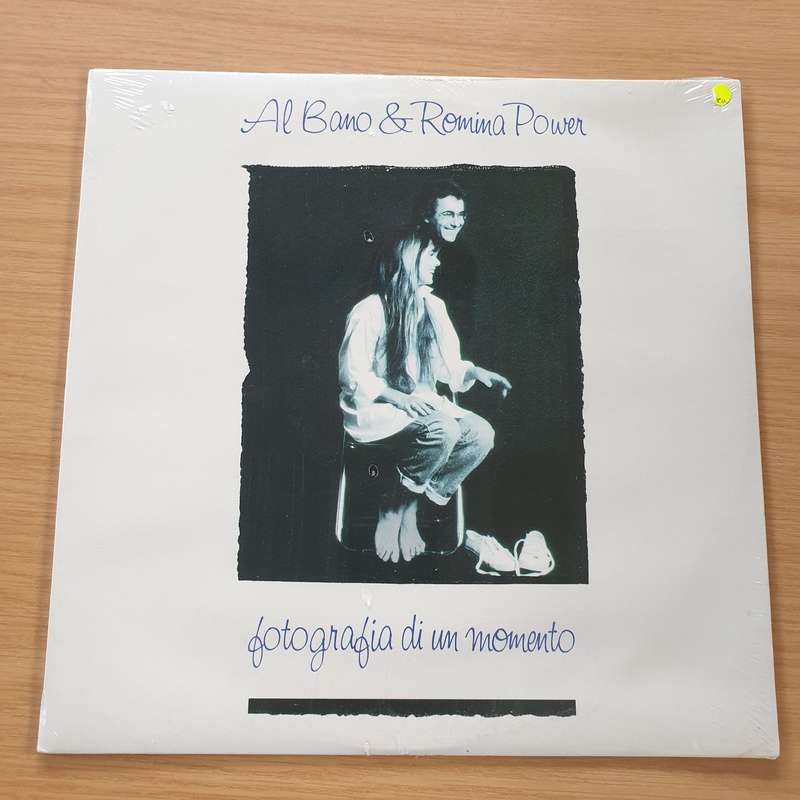 Al Bano & Romina Power
fotografia di un momento